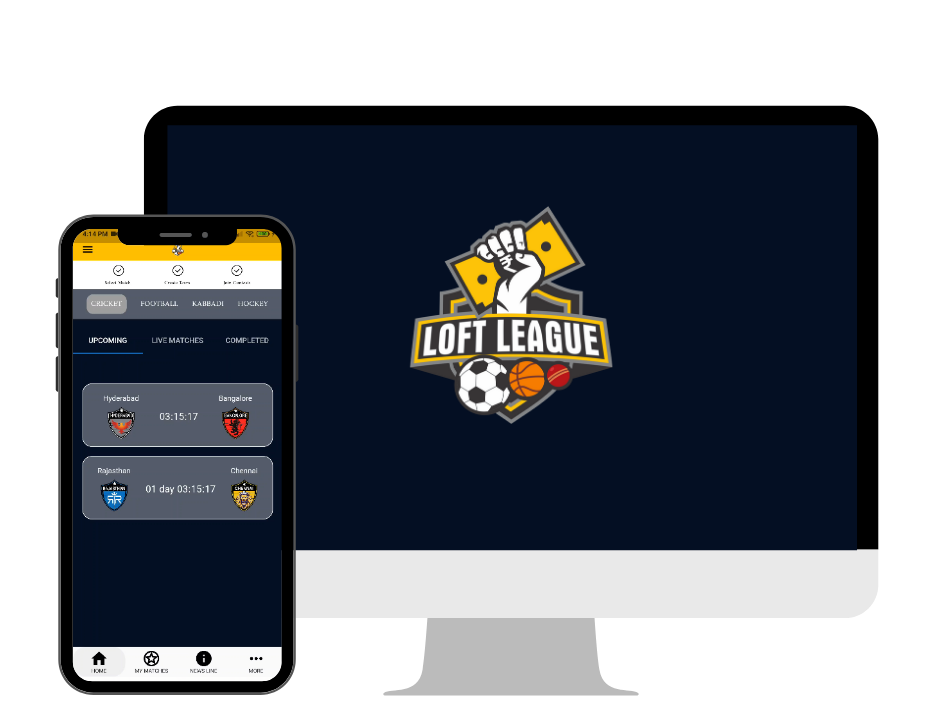 LOFT LEAGUE
4:14 PM
Select Match
Create Team
Join Contest
CRICKET
FOOTBALL
KABBADI
HOCKEY
UPCOMING
LIVE MATCHES
COMPLETED
Hyderabad
Bangalore
03:15:17
Rajasthan
Chennai
01 day 03:15:17
HOME
MY MATCHES
NEWS LINE
MORE